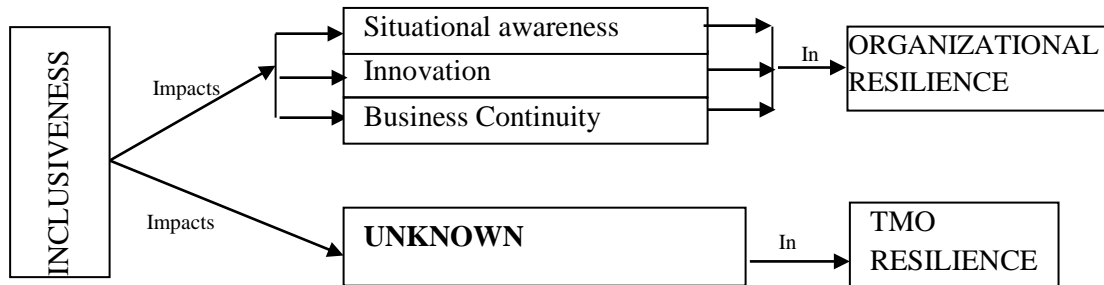 INCLUSIVENESS
Impacts
Situational awareness
Innovation
Business Continuity
In
ORGANIZATIONAL
RESILIENCE
Impacts
UNKNOWN
In
TMO
RESILIENCE